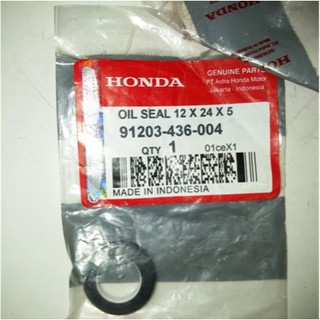 HONDA
GENUINE PARTS
PT Astra Honda Motor
Jakarta - Indonesia
OIL SEAL 12 X 24 X 5
91203-436-004
QTY 1 01ceX1
MADE IN INDONESIA
HONDA